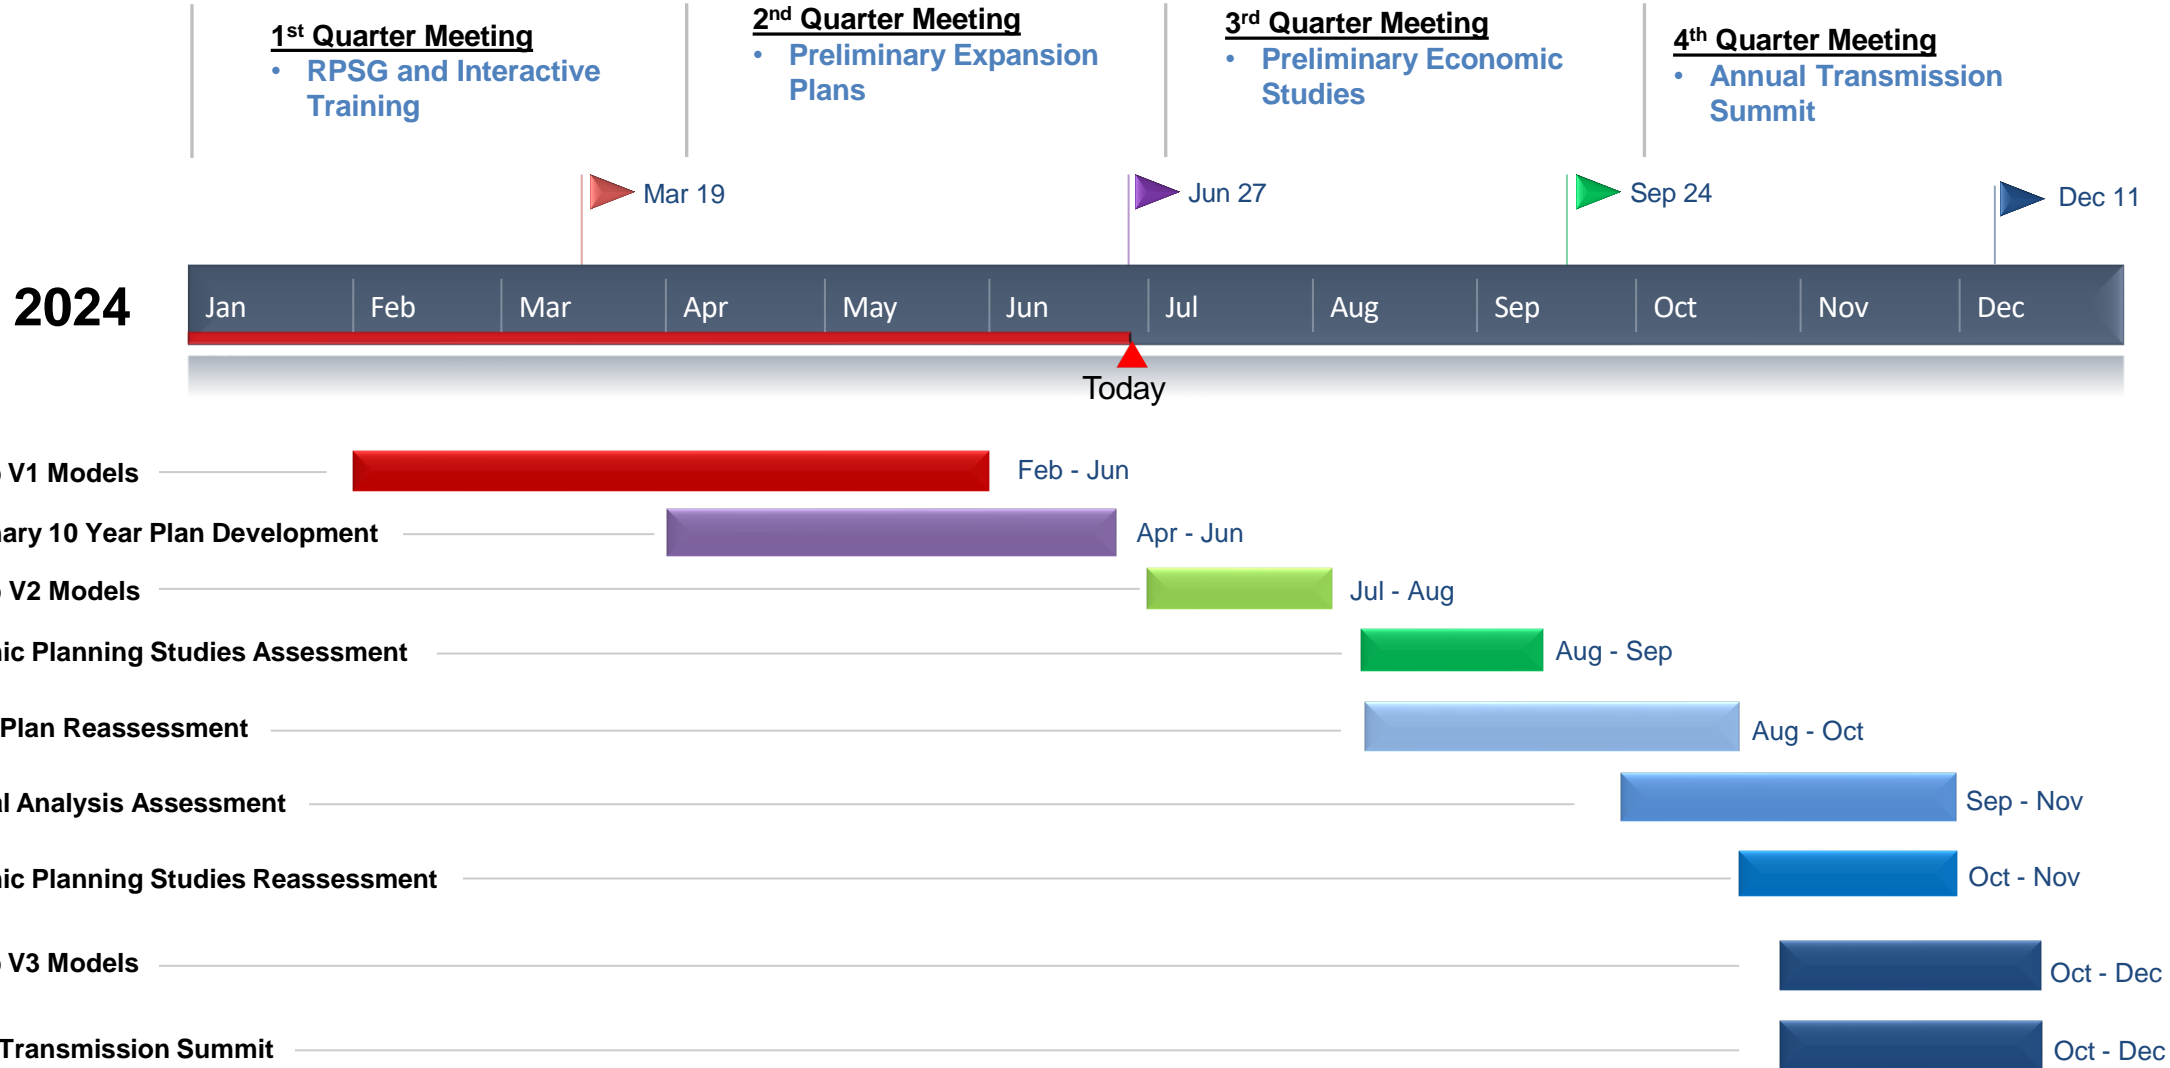 1st Quarter Meeting
• RPSG and Interactive
Training
2nd Quarter Meeting
• Preliminary Expansion
Plans
3rd Quarter Meeting
• Preliminary Economic
Studies
4th Quarter Meeting
• Annual Transmission
Summit
Mar 19
Jun 27
Sep 24
Dec 11
2024
Jan Feb Mar Apr May Jun Jul Aug Sep Oct Nov Dec
Today
V1 Models Feb - Jun
10 Year Plan Development Apr - Jun
V2 Models Jul - Aug
Planning Studies Assessment Aug - Sep
Plan Reassessment Aug - Oct
Analysis Assessment Sep - Nov
Planning Studies Reassessment Oct - Nov
V3 Models Oct - Dec
Transmission Summit Oct - Dec